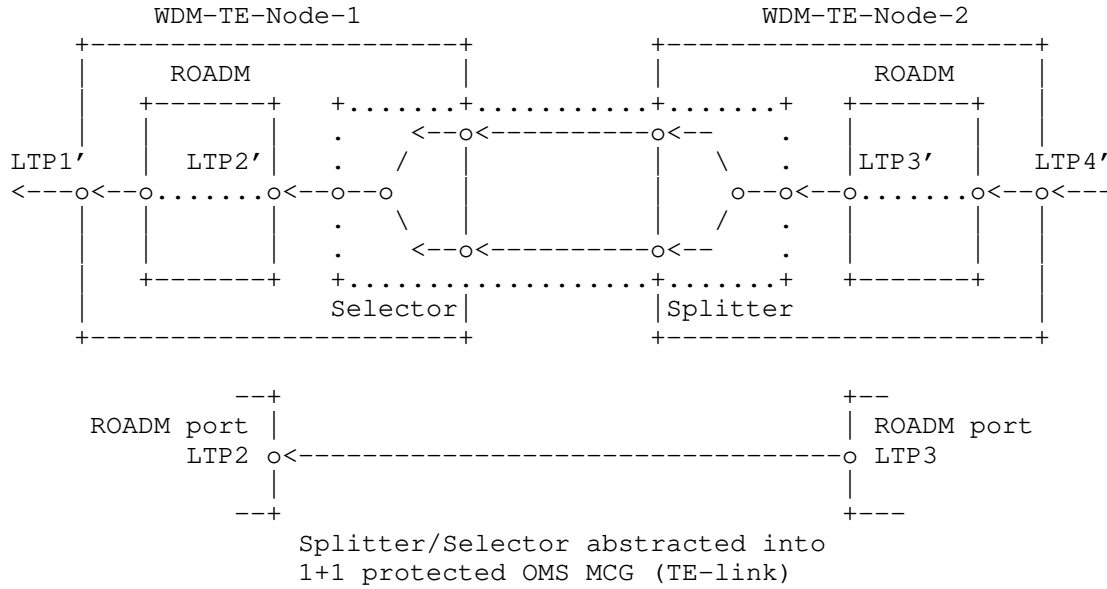 WDM-TE-Node-1 WDM-TE-Node-2
ROADM ROADM
LTP1' LTP2' LTP3' LTP4'
Selector Splitter
ROADM port ROADM port
LTP2 LTP3
Splitter/Selector abstracted into
1+1 protected OMS MCG (TE-link)